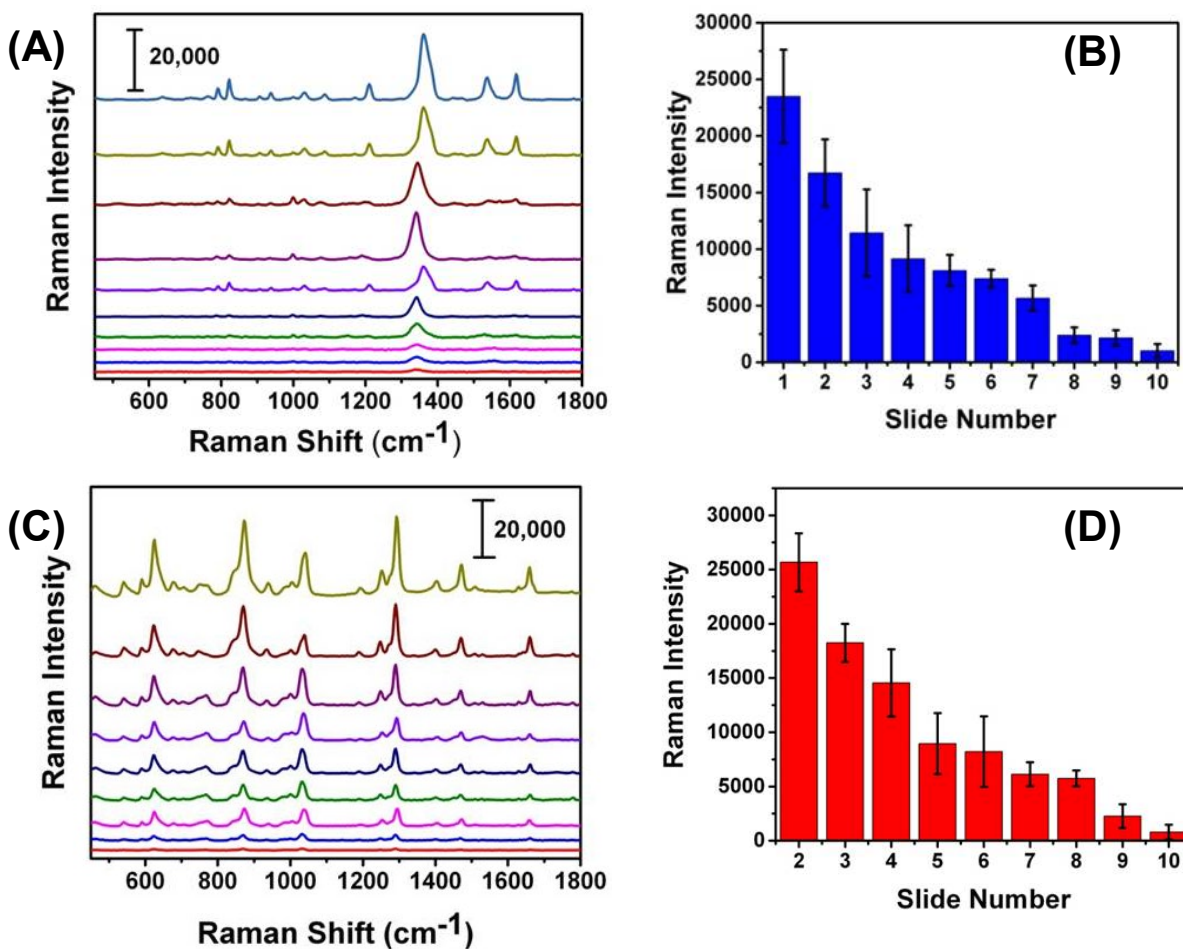 (A)
20,000
Raman Intensity
600 800 1000 1200 1400 1600 1800
Raman Shift (cm-1)
(B)
30000
25000
20000
15000
10000
5000
0
Raman Intensity
1 2 3 4 5 6 7 8 9 10
Slide Number
(C)
20,000
Raman Intensity
600 800 1000 1200 1400 1600 1800
Raman Shift (cm-1)
(D)
30000
25000
20000
15000
10000
5000
0
Raman Intensity
2 3 4 5 6 7 8 9 10
Slide Number